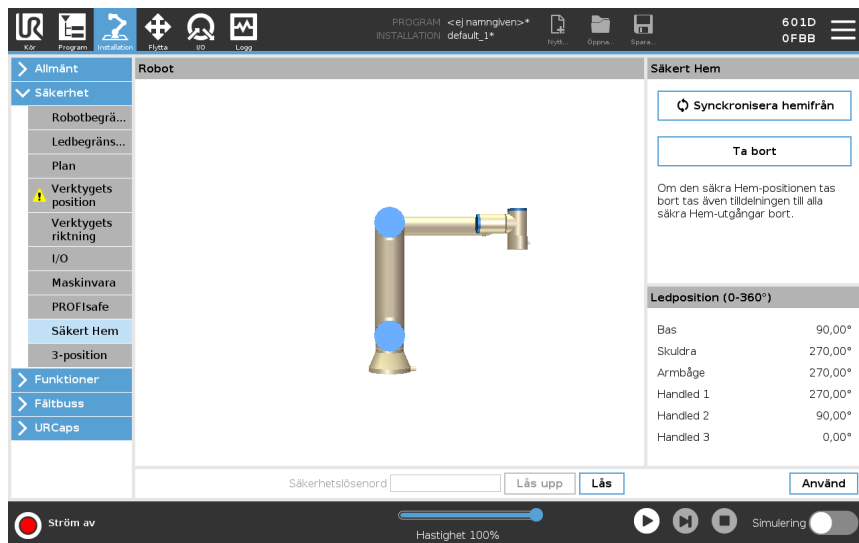 PROGRAM <ej namngiven>*
INSTALLATION default_1*
Kör
Program
Installation
Flytta
I/O
Logg
Nytt...
Öppna...
Spara...
601D
0FBB
Allmänt
Säkerhet
Robotbegrä...
Ledbegräns...
Plan
Verktygets
position
Verktygets
riktning
I/O
Maskinvara
PROFIsafe
Säkert Hem
3-position
Funktioner
Fältbuss
URCaps
Robot
Säkerhetslösenord
Lås upp
Lås
Säkert Hem
Synckronisera hemifrån
Ta bort
Om den säkra Hem-positionen tas
bort tas även tilldelningen till alla
säkra Hem-utgångar bort.
Ledposition (0-360°)
Bas 90,00°
Skuldra 270,00°
Armbåge 270,00°
Handled 1 270,00°
Handled 2 90,00°
Handled 3 0,00°
Använd
Ström av
Hastighet 100%
Simulering